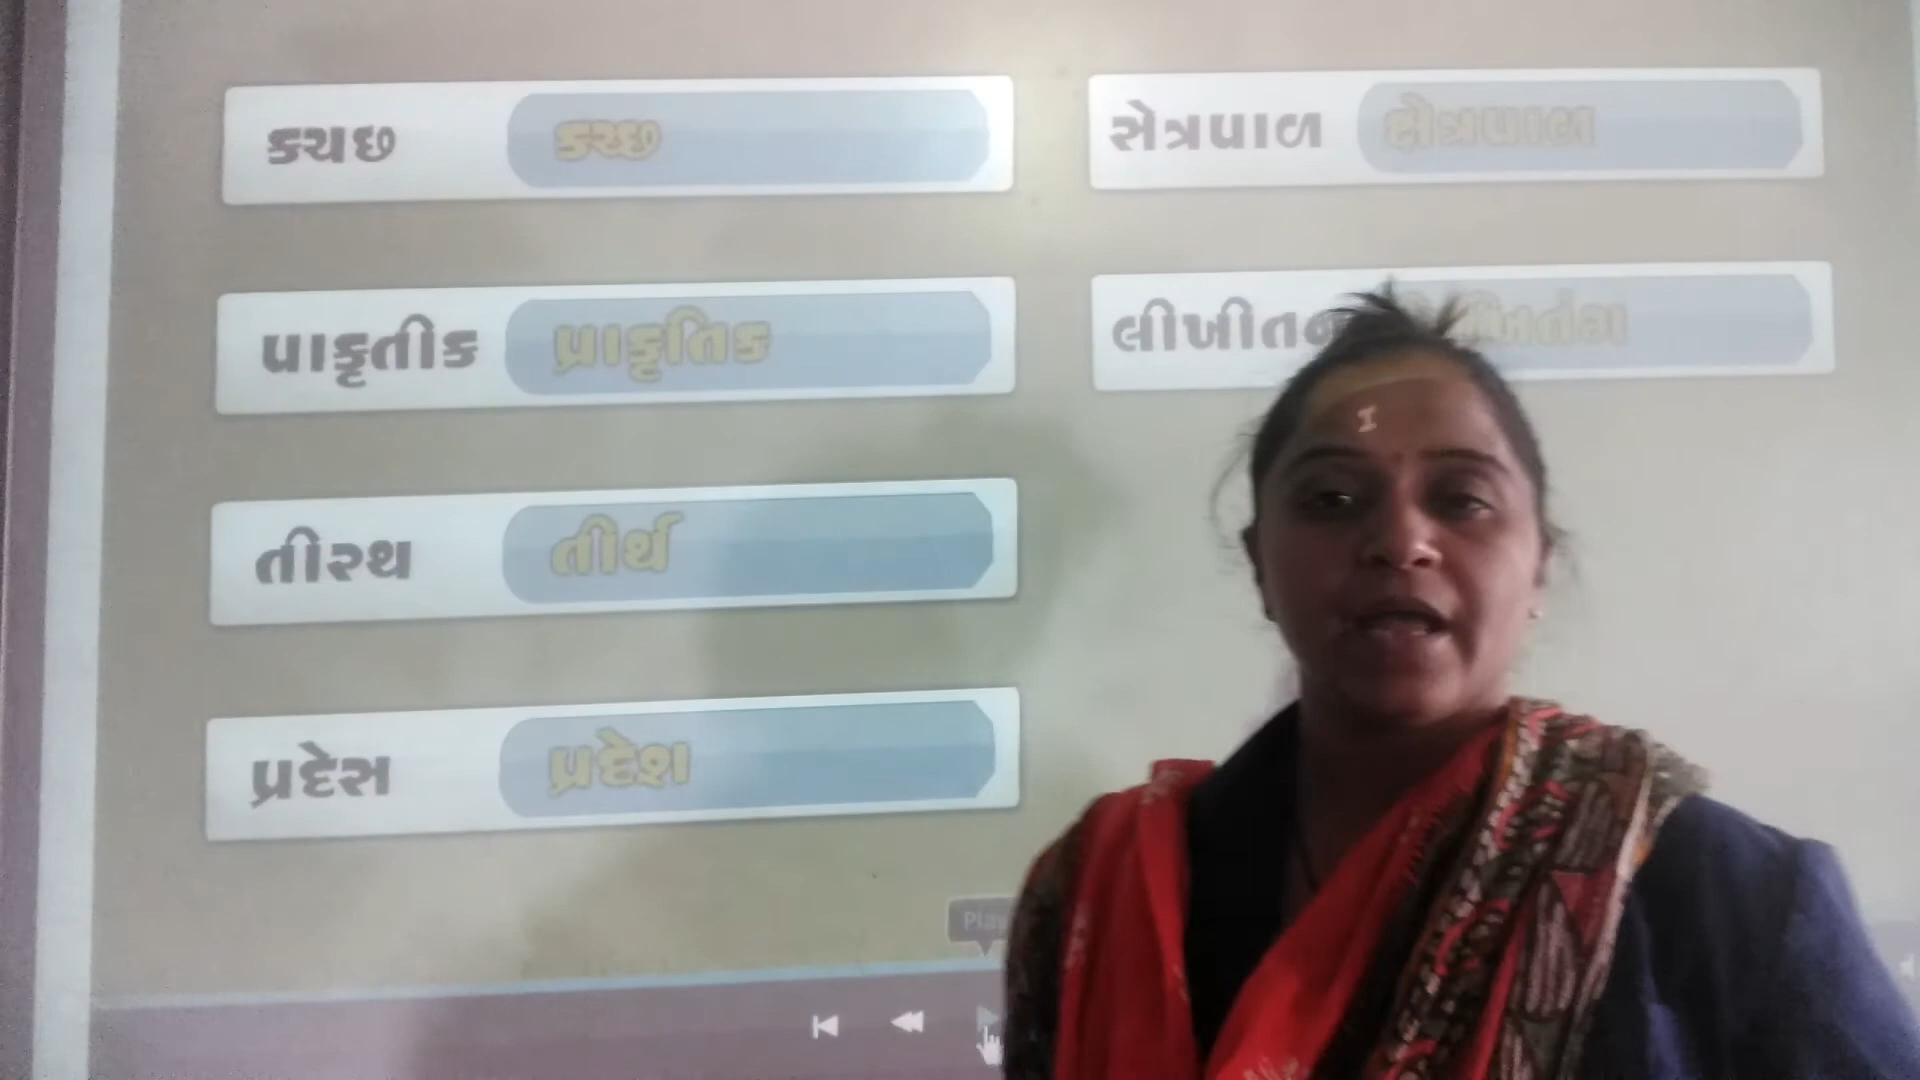 કચછ કચ્છ
પાકૃતીક પ્રાકૃતિક
તીરથ તીર્થ
પ્રદેસ પ્રદેશ
સેત્રપાળ ક્ષેત્રપાળ